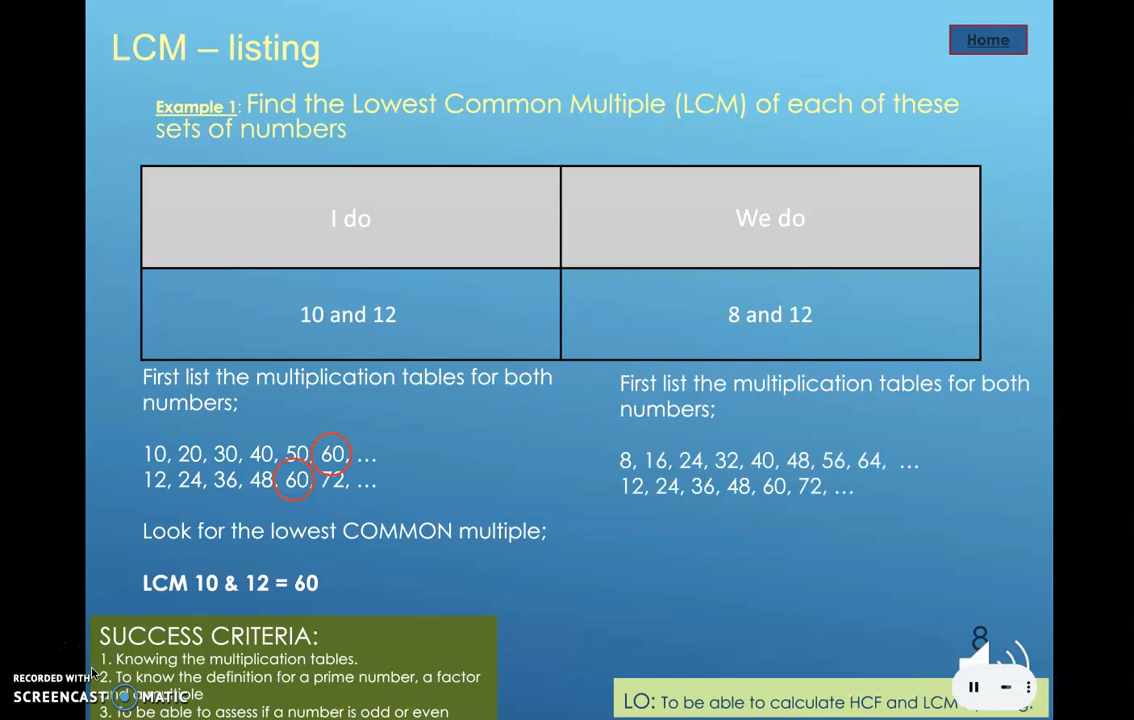 LCM – listing
Home
Example 1: Find the Lowest Common Multiple (LCM) of each of these
sets of numbers
I do
We do
10 and 12
8 and 12
First list the multiplication tables for both
numbers;
10, 20, 30, 40, 50, 60, ...
12, 24, 36, 48, 60, 72, ...
Look for the lowest COMMON multiple;
LCM 10 & 12 = 60
First list the multiplication tables for both
numbers;
8, 16, 24, 32, 40, 48, 56, 64, ...
12, 24, 36, 48, 60, 72, ...
SUCCESS CRITERIA:
1. Knowing the multiplication tables.
2. To know the definition for a prime number, a factor
and a multiple
3. To be able to assess if a number is odd or even
RECORDED WITH
SCREENCAST MATIC
8
LO: To be able to calculate HCF and LCM